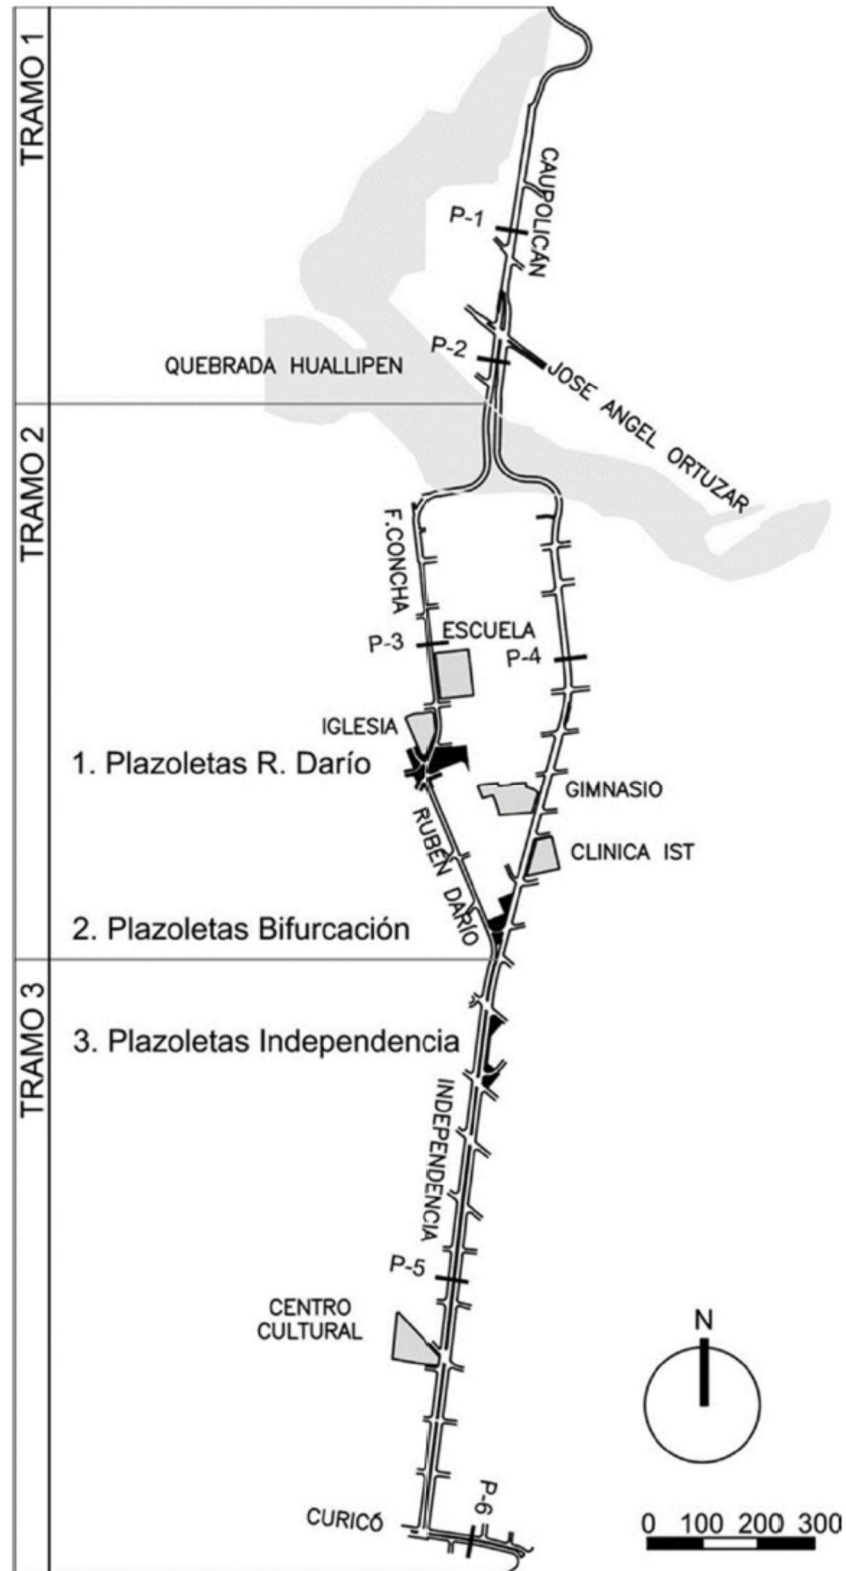 TRAMO 1
CAUPOLICÁN
P-1
P-2
QUEBRADA HUALLIPEN
JOSE ANGEL ORTUZAR
TRAMO 2
F.CONCHA
ESCUELA
P-3
P-4
IGLESIA
1. Plazoletas R. Darío
GIMNASIO
RUBÉN DARÍO
CLINICA IST
2. Plazoletas Bifurcación
TRAMO 3
3. Plazoletas Independencia
INDEPENDENCIA
P-5
CENTRO
CULTURAL
N
P-6
CURICÓ
0 100 200 300